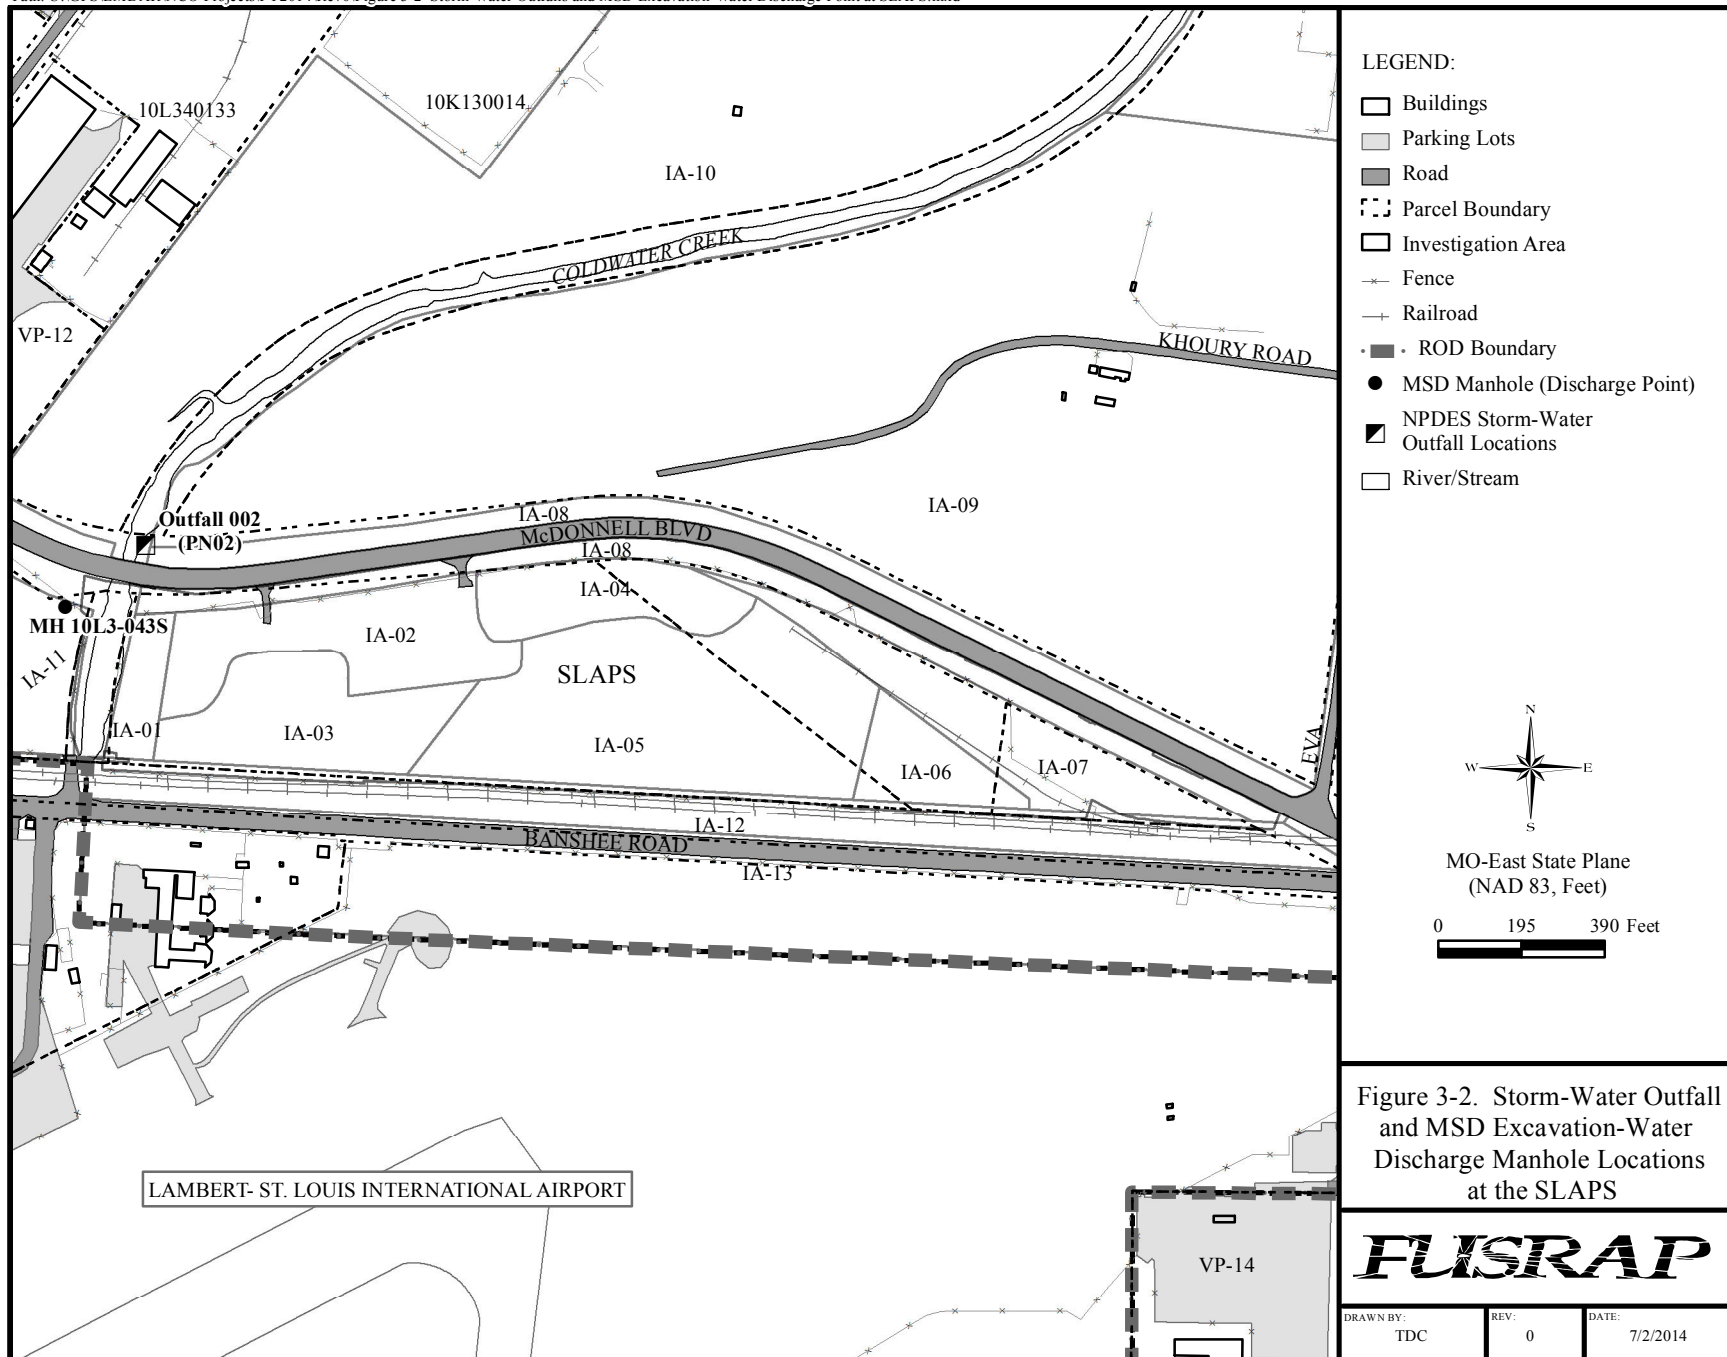 10L340133
10K130014
IA-10
COLDWATER CREEK
VP-12
KHOURY ROAD
IA-09
Outfall 002
(PN02)
IA-08
McDONNELL BLVD
IA-08
IA-04
MH 10L3-043S
IA-02
IA-11
SLAPS
IA-01
IA-03
IA-05
IA-06
IA-07
EVA
IA-12
BANSHEE ROAD
IA-13
LAMBERT- ST. LOUIS INTERNATIONAL AIRPORT
VP-14
LEGEND:
Buildings
Parking Lots
Road
Parcel Boundary
Investigation Area
Fence
Railroad
ROD Boundary
MSD Manhole (Discharge Point)
NPDES Storm-Water
Outfall Locations
River/Stream
N
W E
S
MO-East State Plane
(NAD 83, Feet)
0 195 390 Feet
Figure 3-2. Storm-Water Outfall
and MSD Excavation-Water
Discharge Manhole Locations
at the SLAPS
FUSRAP
DRAWN BY: REV: DATE:
TDC 0 7/2/2014